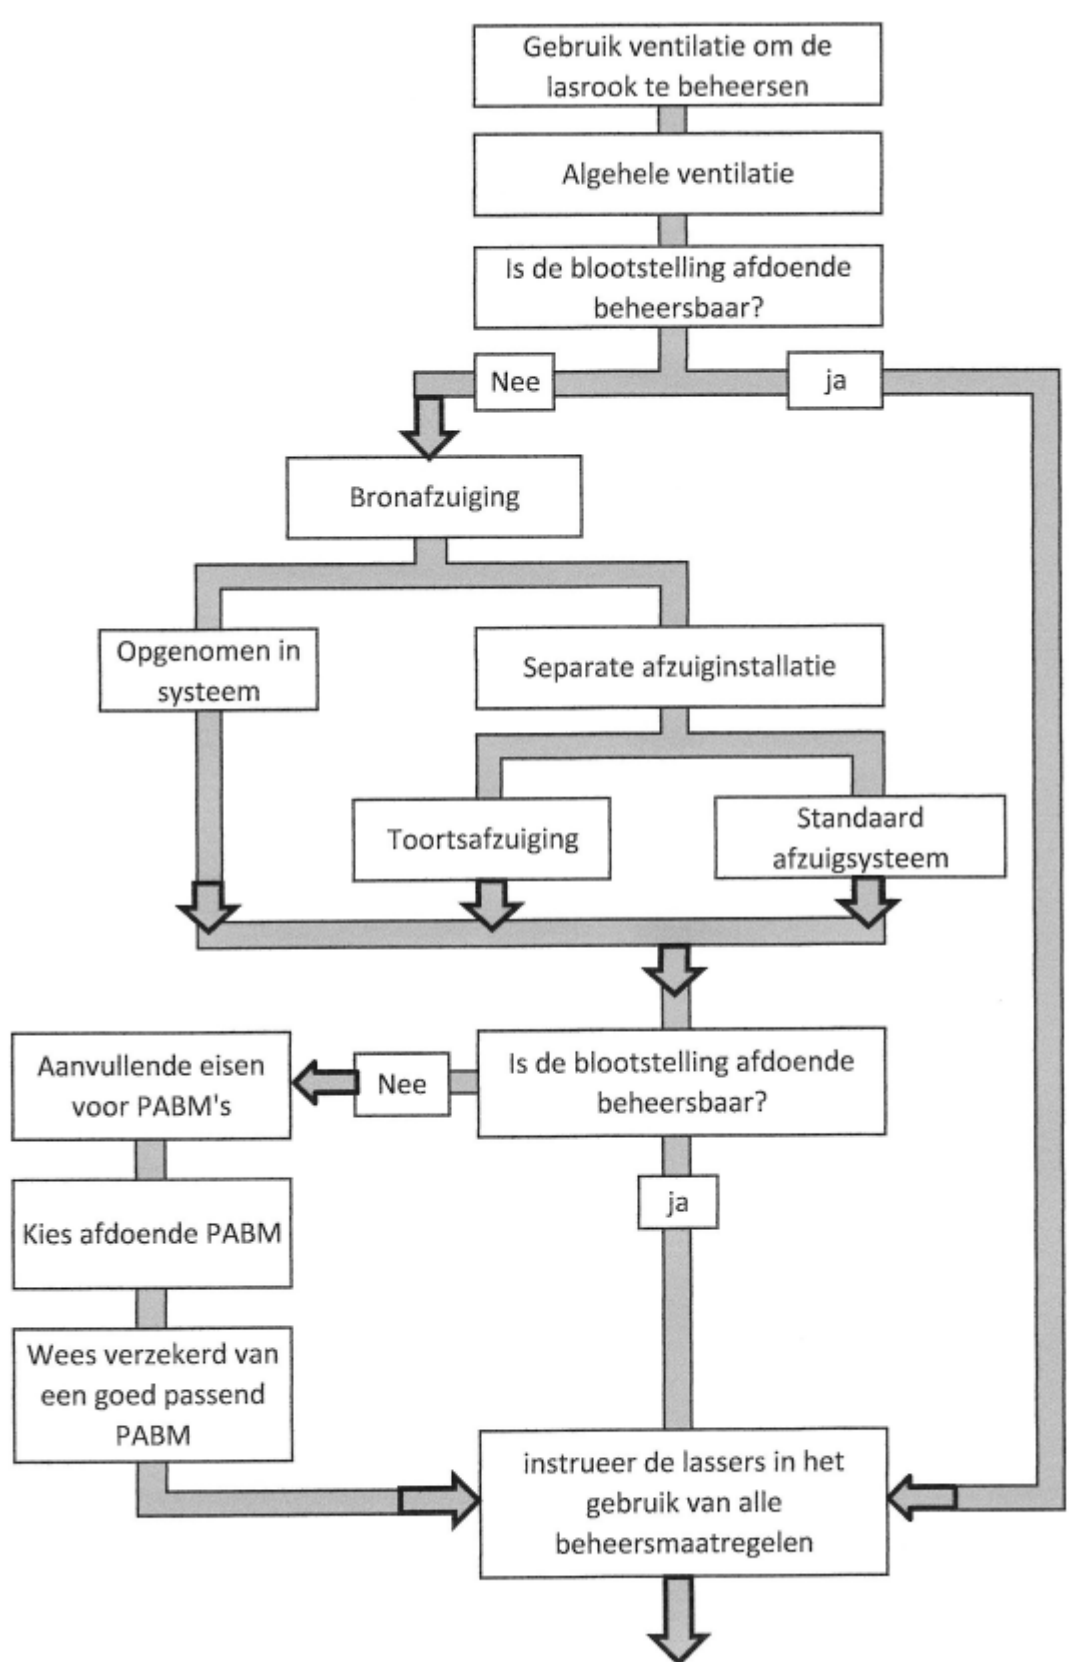 Gebruik ventilatie om de
lasrook te beheersen
Algehele ventilatie
Is de blootstelling afdoende
beheersbaar?
Nee
ja
Bronafzuiging
Opgenomen in
systeem
Separate afzuiginstallatie
Toortsafzuiging
Standaard
afzuigsysteem
Is de blootstelling afdoende
beheersbaar?
Nee
Aanvullende eisen
voor PABM's
ja
Kies afdoende PABM
Wees verzekerd van
een goed passend
PABM
instrueer de lassers in het
gebruik van alle
beheersmaatregelen